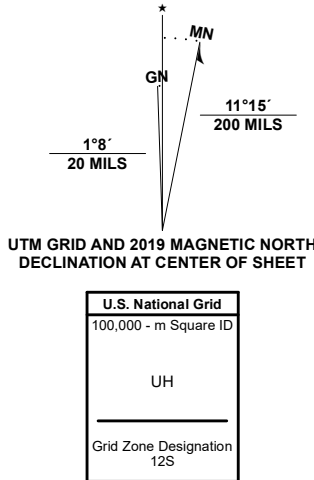 ★
MN
GN
11°15´
200 MILS
1°8´
20 MILS
UTM GRID AND 2019 MAGNETIC NORTH
DECLINATION AT CENTER OF SHEET
U.S. National Grid
100,000 - m Square ID
UH
Grid Zone Designation
12S